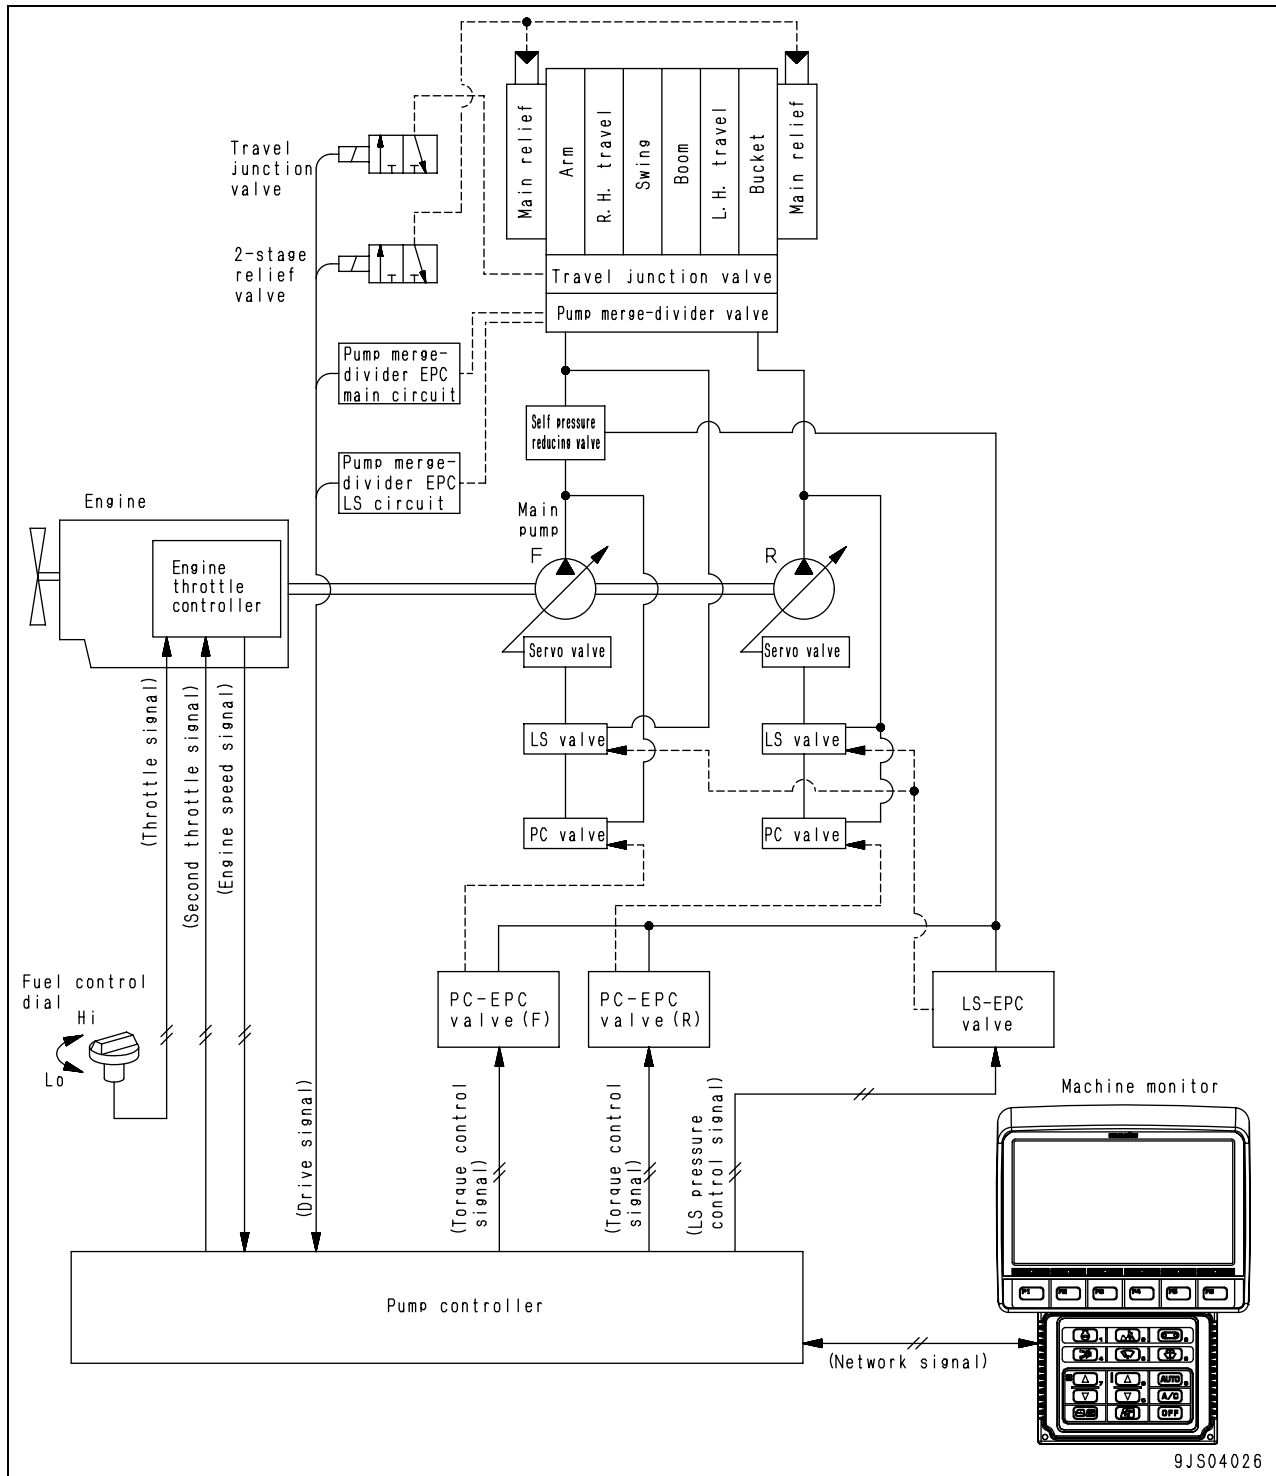 Travel
junction
valve
2-stage
relief
valve
Main relief
Arm
R.H. travel
Swing
Boom
L.H. travel
Bucket
Main relief
Travel junction valve
Pump merge-divider valve
Pump merge-
divider EPC
main circuit
Pump merge-
divider EPC
LS circuit
Self pressure
reducing valve
Engine
Engine
throttle
controller
Main
pump
F
R
Servo valve
Servo valve
LS valve
LS valve
PC valve
PC valve
(Throttle signal)
(Second throttle signal)
(Engine speed signal)
Fuel control
dial
Hi
Lo
PC-EPC
valve(F)
PC-EPC
valve(R)
LS-EPC
valve
(Drive signal)
(Torque control
signal)
(Torque control
signal)
(LS pressure
control signal)
Machine monitor
Pump controller
(Network signal)
AUTO
A/C
OFF
9JS04026